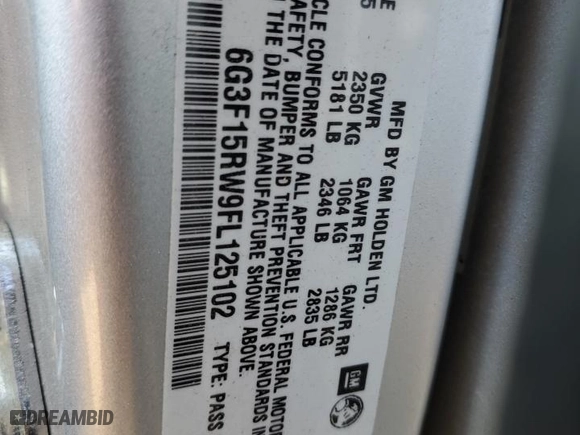 MFD BY GM HOLDEN LTD.
GVWR GAWR FRT GAWR RR
2350 KG 1064 KG 1286 KG
5181 LB 2346 LB 2835 LB
CLE CONFORMS TO ALL APPLICABLE U.S. FEDERAL MOTOR
AFETY, BUMPER AND THEFT PREVENTION STANDARDS IN
THE DATE OF MANUFACTURE SHOWN ABOVE.
6G3F15RW9FL125102 TYPE: PASS
GM
DREAMBID